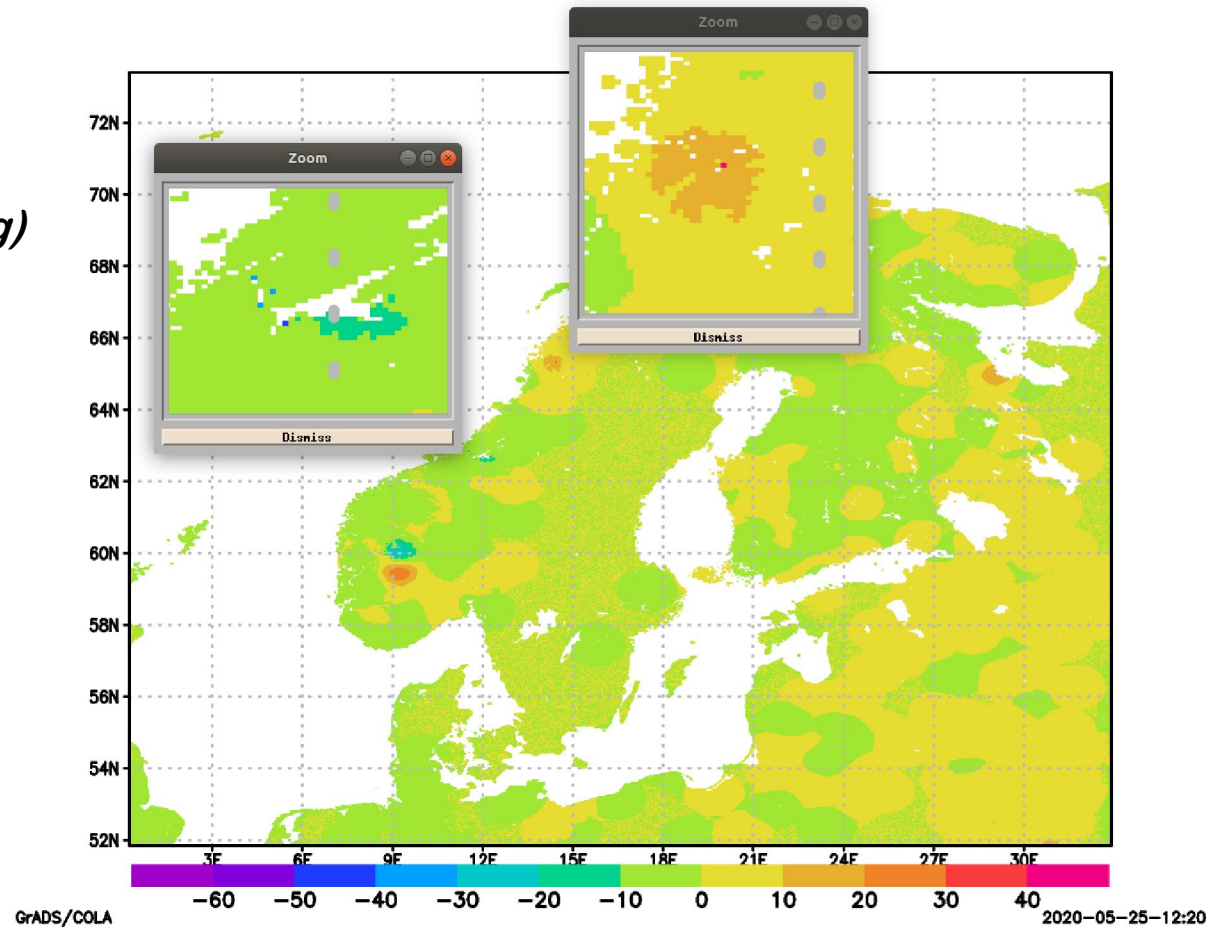 Zoom
Dismiss
Zoom
Dismiss
g)
72N
70N
68N
66N
64N
62N
60N
58N
56N
54N
52N
3E 6E 9E 12E 15E 18E 21E 24E 27E 30E
-60 -50 -40 -30 -20 -10 0 10 20 30 40
GrADS/COLA
2020-05-25-12:20